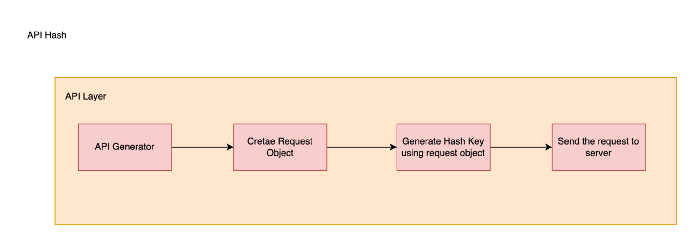 API Hash
API Layer
API Generator
Cretae Request
Object
Generate Hash Key
using request object
Send the request to
server